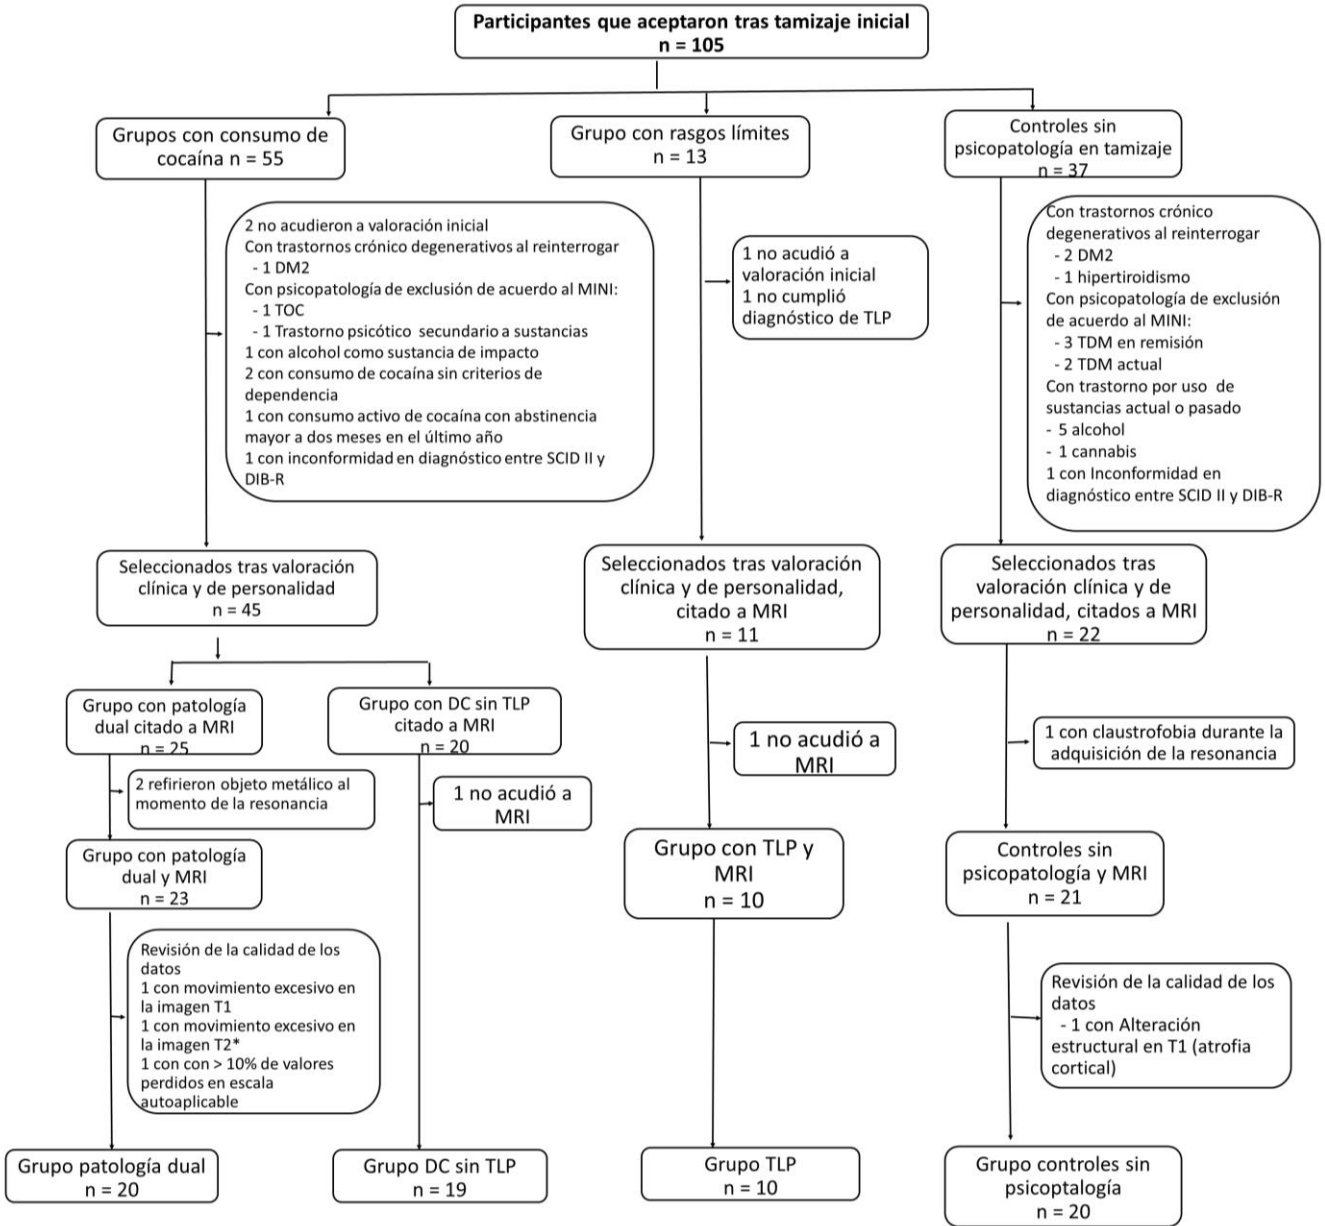 Participantes que aceptaron tras tamizaje inicial
n = 105
Grupos con consumo de
cocaína n = 55
Grupo con rasgos límites
n = 13
Controles sin
psicopatología en tamizaje
n = 37
2 no acudieron a valoración inicial
Con trastornos crónico degenerativos al reinterrogar
- 1 DM2
Con psicopatología de exclusión de acuerdo al MINI:
- 1 TOC
- 1 Trastorno psicótico secundario a sustancias
1 con alcohol como sustancia de impacto
2 con consumo de cocaína sin criterios de
dependencia
1 con consumo activo de cocaína con abstinencia
mayor a dos meses en el último año
1 con inconformidad en diagnóstico entre SCID II y
DIB-R
1 no acudió a
valoración inicial
1 no cumplió
diagnóstico de TLP
Con trastornos crónico
degenerativos al reinterrogar
- 2 DM2
- 1 hipertiroidismo
Con psicopatología de exclusión
de acuerdo al MINI:
- 3 TDM en remisión
- 2 TDM actual
Con trastorno por uso de
sustancias actual o pasado
- 5 alcohol
- 1 cannabis
1 con Inconformidad en
diagnóstico entre SCID II y DIB-R
Seleccionados tras valoración
clínica y de personalidad
n = 45
Seleccionados tras valoración
clínica y de personalidad,
citado a MRI
n = 11
Seleccionados tras
valoración clínica y de
personalidad, citados a MRI
n = 22
Grupo con patología
dual citado a MRI
n = 25
Grupo con DC sin TLP
citado a MRI
n = 20
1 no acudió a
MRI
1 con claustrofobia durante la
adquisición de la resonancia
2 refirieron objeto metálico al
momento de la resonancia
1 no acudió a
MRI
Grupo con patología
dual y MRI
n = 23
Grupo con TLP y
MRI
n = 10
Controles sin
psicopatología y MRI
n = 21
Revisión de la calidad de los
datos
1 con movimiento excesivo en
la imagen T1
1 con movimiento excesivo en
la imagen T2*
1 con con > 10% de valores
perdidos en escala
autoaplicable
Revisión de la calidad de los
datos
- 1 con Alteración
estructural en T1 (atrofia
cortical)
Grupo patología dual
n = 20
Grupo DC sin TLP
n = 19
Grupo TLP
n = 10
Grupo controles sin
psicoptalogía
n = 20